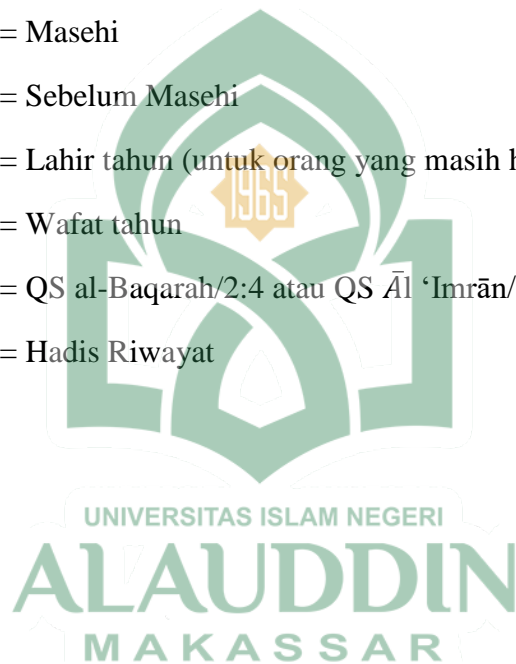 = Masehi
= Sebelum Masehi
= Lahir tahun (untuk orang yang masih h
1965
= Wafat tahun
= QS al-Baqarah/2:4 atau QS Āl ‘Imrān/
= Hadis Riwayat
UNIVERSITAS ISLAM NEGERI
ALAUDDIN
MAKASSAR